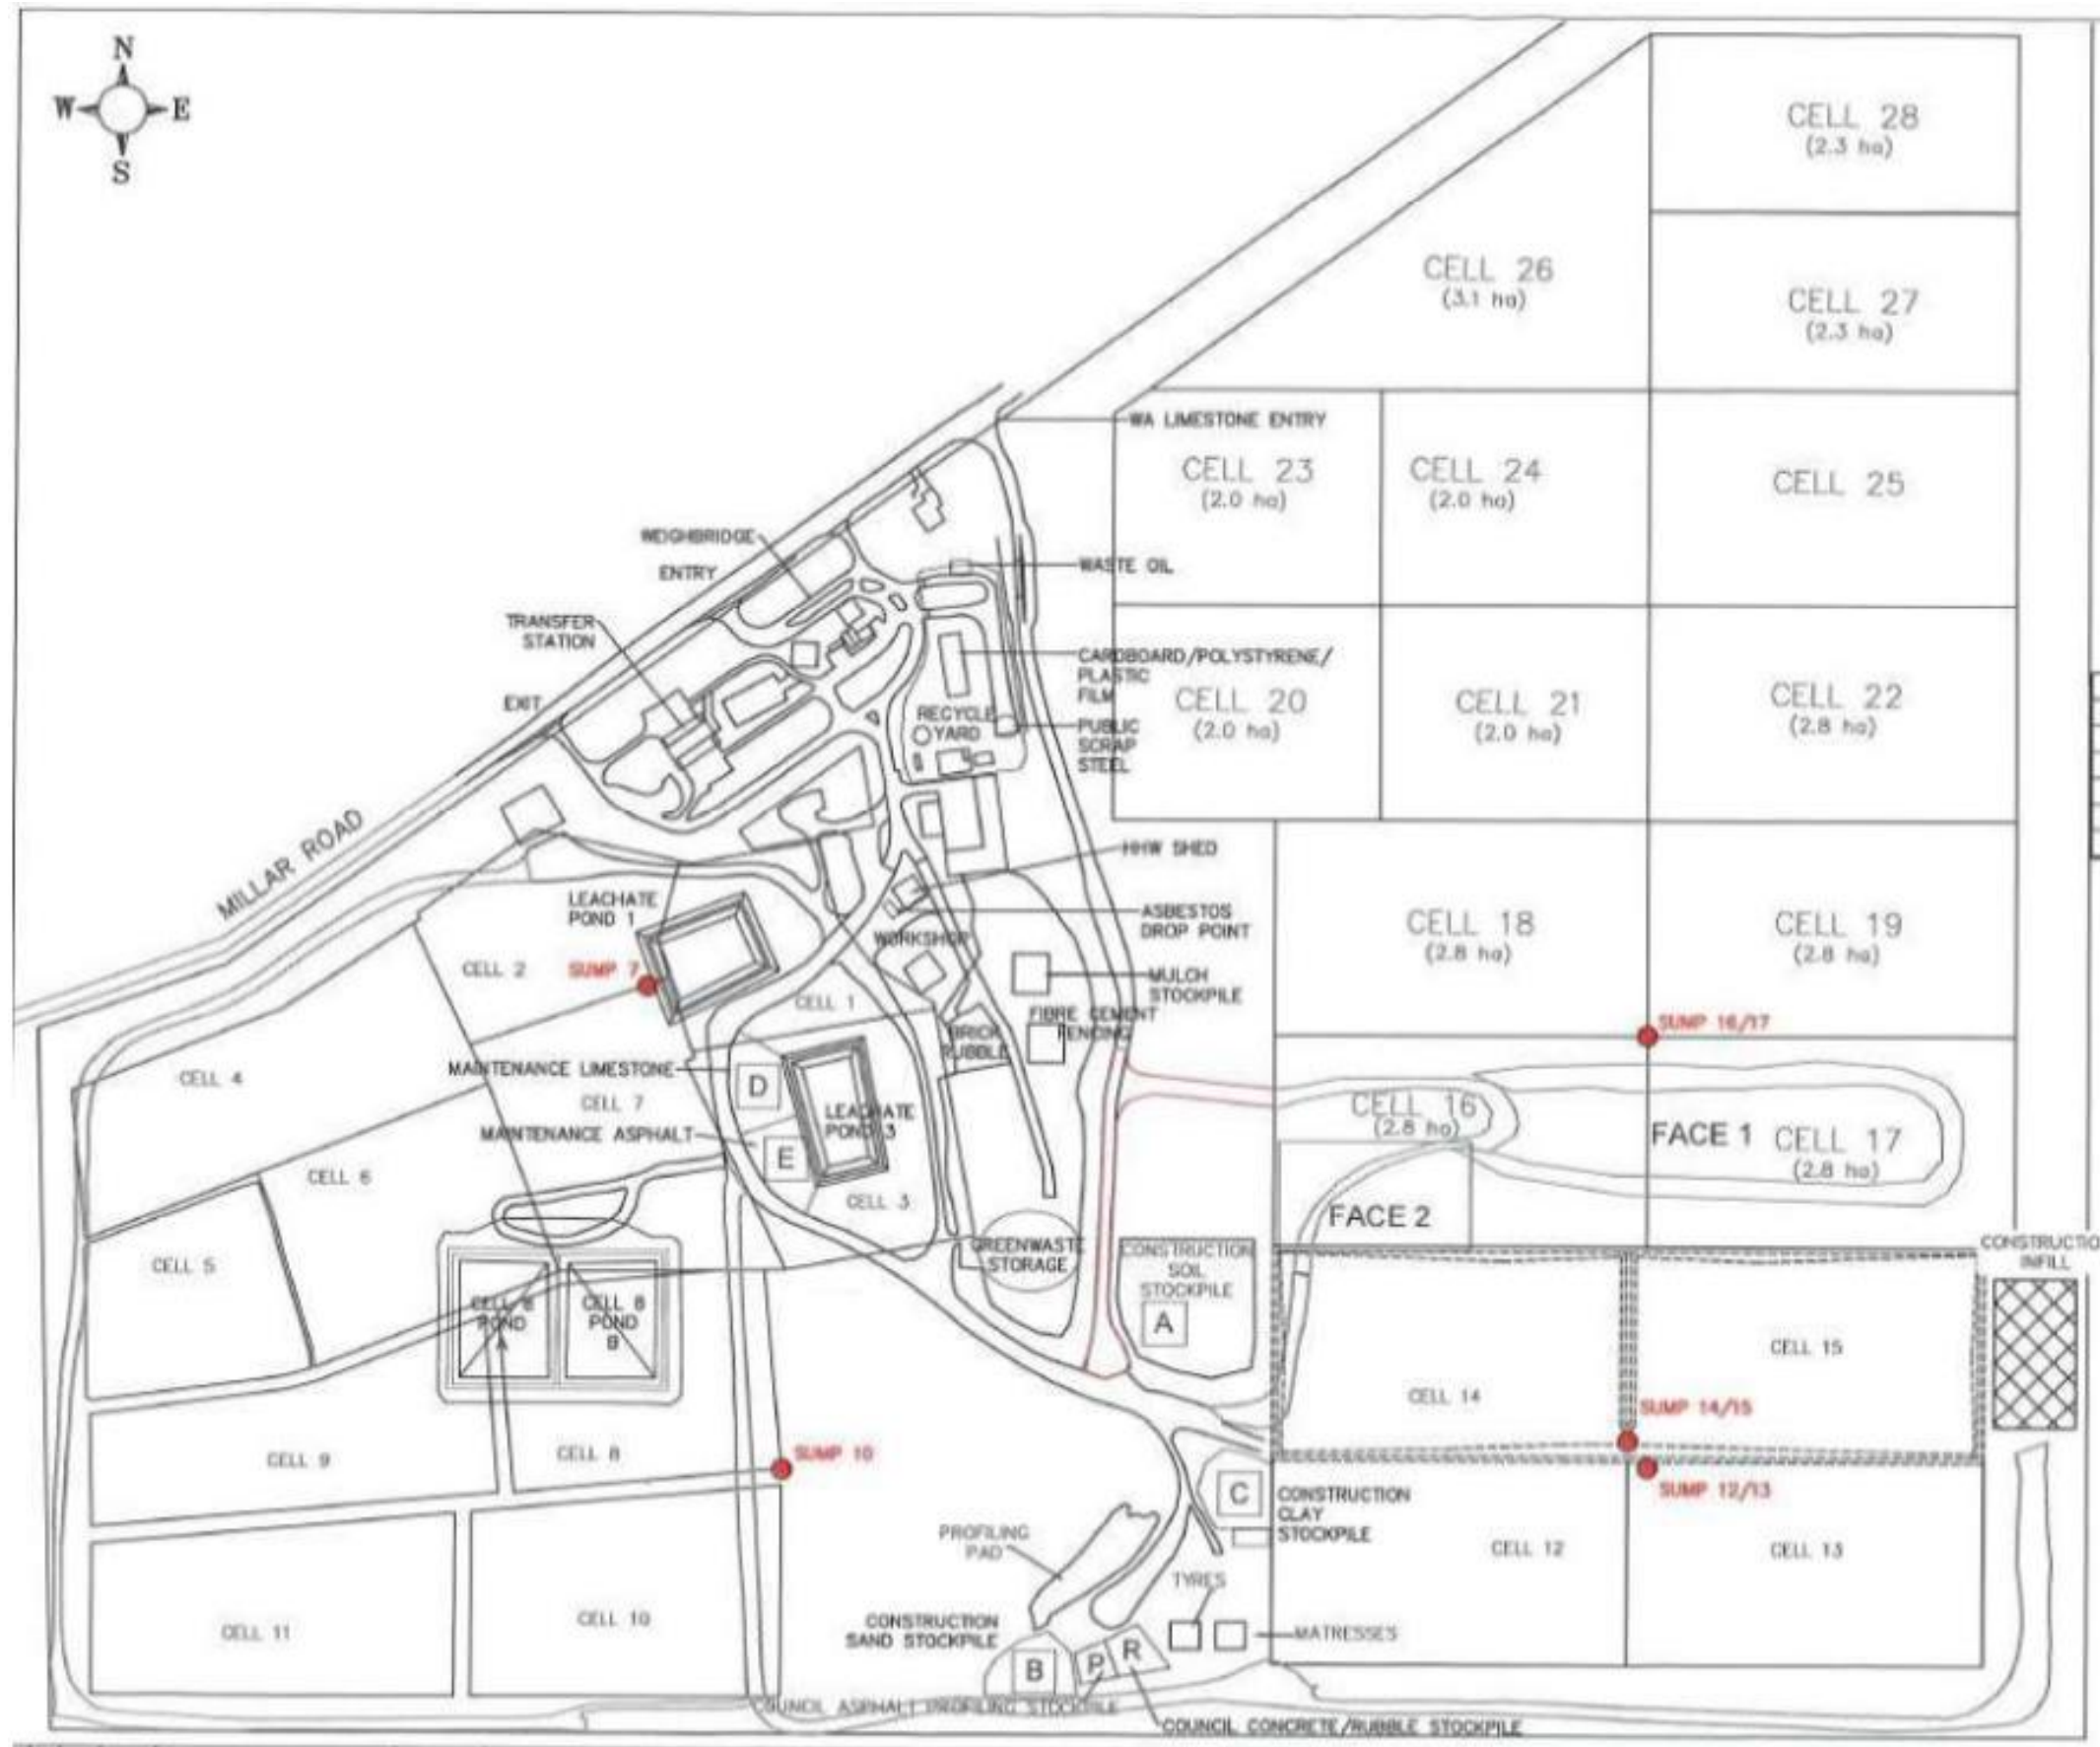 N
W E
S
CELL 28
(2.3 ha)
CELL 26
(3.1 ha)
CELL 27
(2.3 ha)
WA LIMESTONE ENTRY
CELL 23
(2.0 ha)
CELL 24
(2.0 ha)
CELL 25
WEIGHBRIDGE
ENTRY
WASTE OIL
TRANSFER
STATION
CARDBOARD/POLYSTYRENE/
PLASTIC
FILM
CELL 20
(2.0 ha)
CELL 21
(2.0 ha)
CELL 22
(2.8 ha)
EXIT
RECYCLE
YARD
PUBLIC
SCRAP
STEEL
MILLAR ROAD
HHW SHED
LEACHATE
POND 1
ASBESTOS
DROP POINT
CELL 18
(2.8 ha)
CELL 19
(2.8 ha)
WORKSHOP
CELL 2
SUMP 7
MULCH
STOCKPILE
CELL 1
FIBRE CEMENT
FENCING
BRICK
RUBBLE
SUMP 16/17
MAINTENANCE LIMESTONE
CELL 4
D
CELL 7
LEACHATE
POND 3
MAINTENANCE ASPHALT
E
CELL 16
(2.8 ha)
FACE 1
CELL 17
(2.8 ha)
CELL 6
CELL 3
FACE 2
GREENWASTE
STORAGE
CONSTRUCTION
SOIL
STOCKPILE
A
CONSTRUCTIO
INFILL
CELL 5
CELL 8
POND
CELL 8
POND
B
CELL 15
CELL 14
SUMP 14/15
CELL 9
CELL 8
SUMP 10
SUMP 12/13
C
CONSTRUCTION
CLAY
STOCKPILE
PROFILING
PAD
CELL 12
CELL 13
TYRES
CELL 11
CELL 10
CONSTRUCTION
SAND STOCKPILE
MATRESSES
B
P
R
COUNCIL ASPHALT PROFILING STOCKPILE
COUNCIL CONCRETE/RUBBLE STOCKPILE